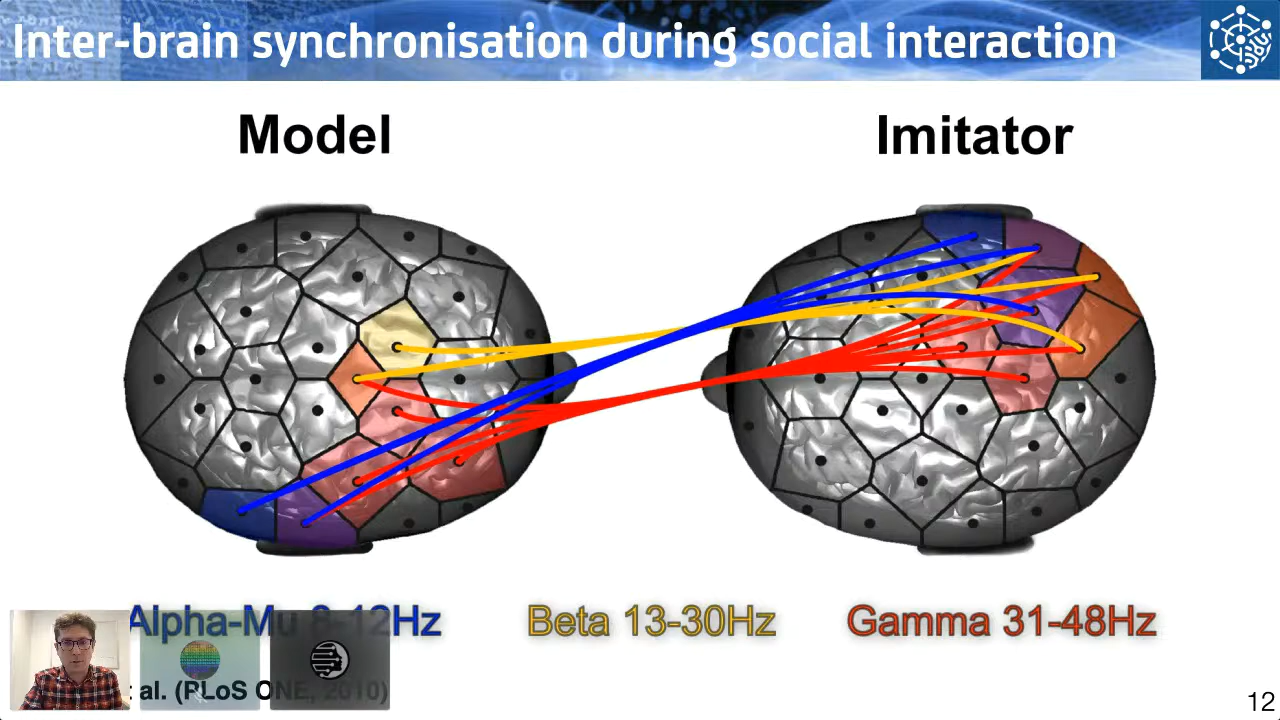 Inter-brain synchronisation during social interaction
Model
Imitator
Alpha-Mu 8-12Hz
Beta 13-30Hz
Gamma 31-48Hz
al. (PLoS ONE, 2010)
12